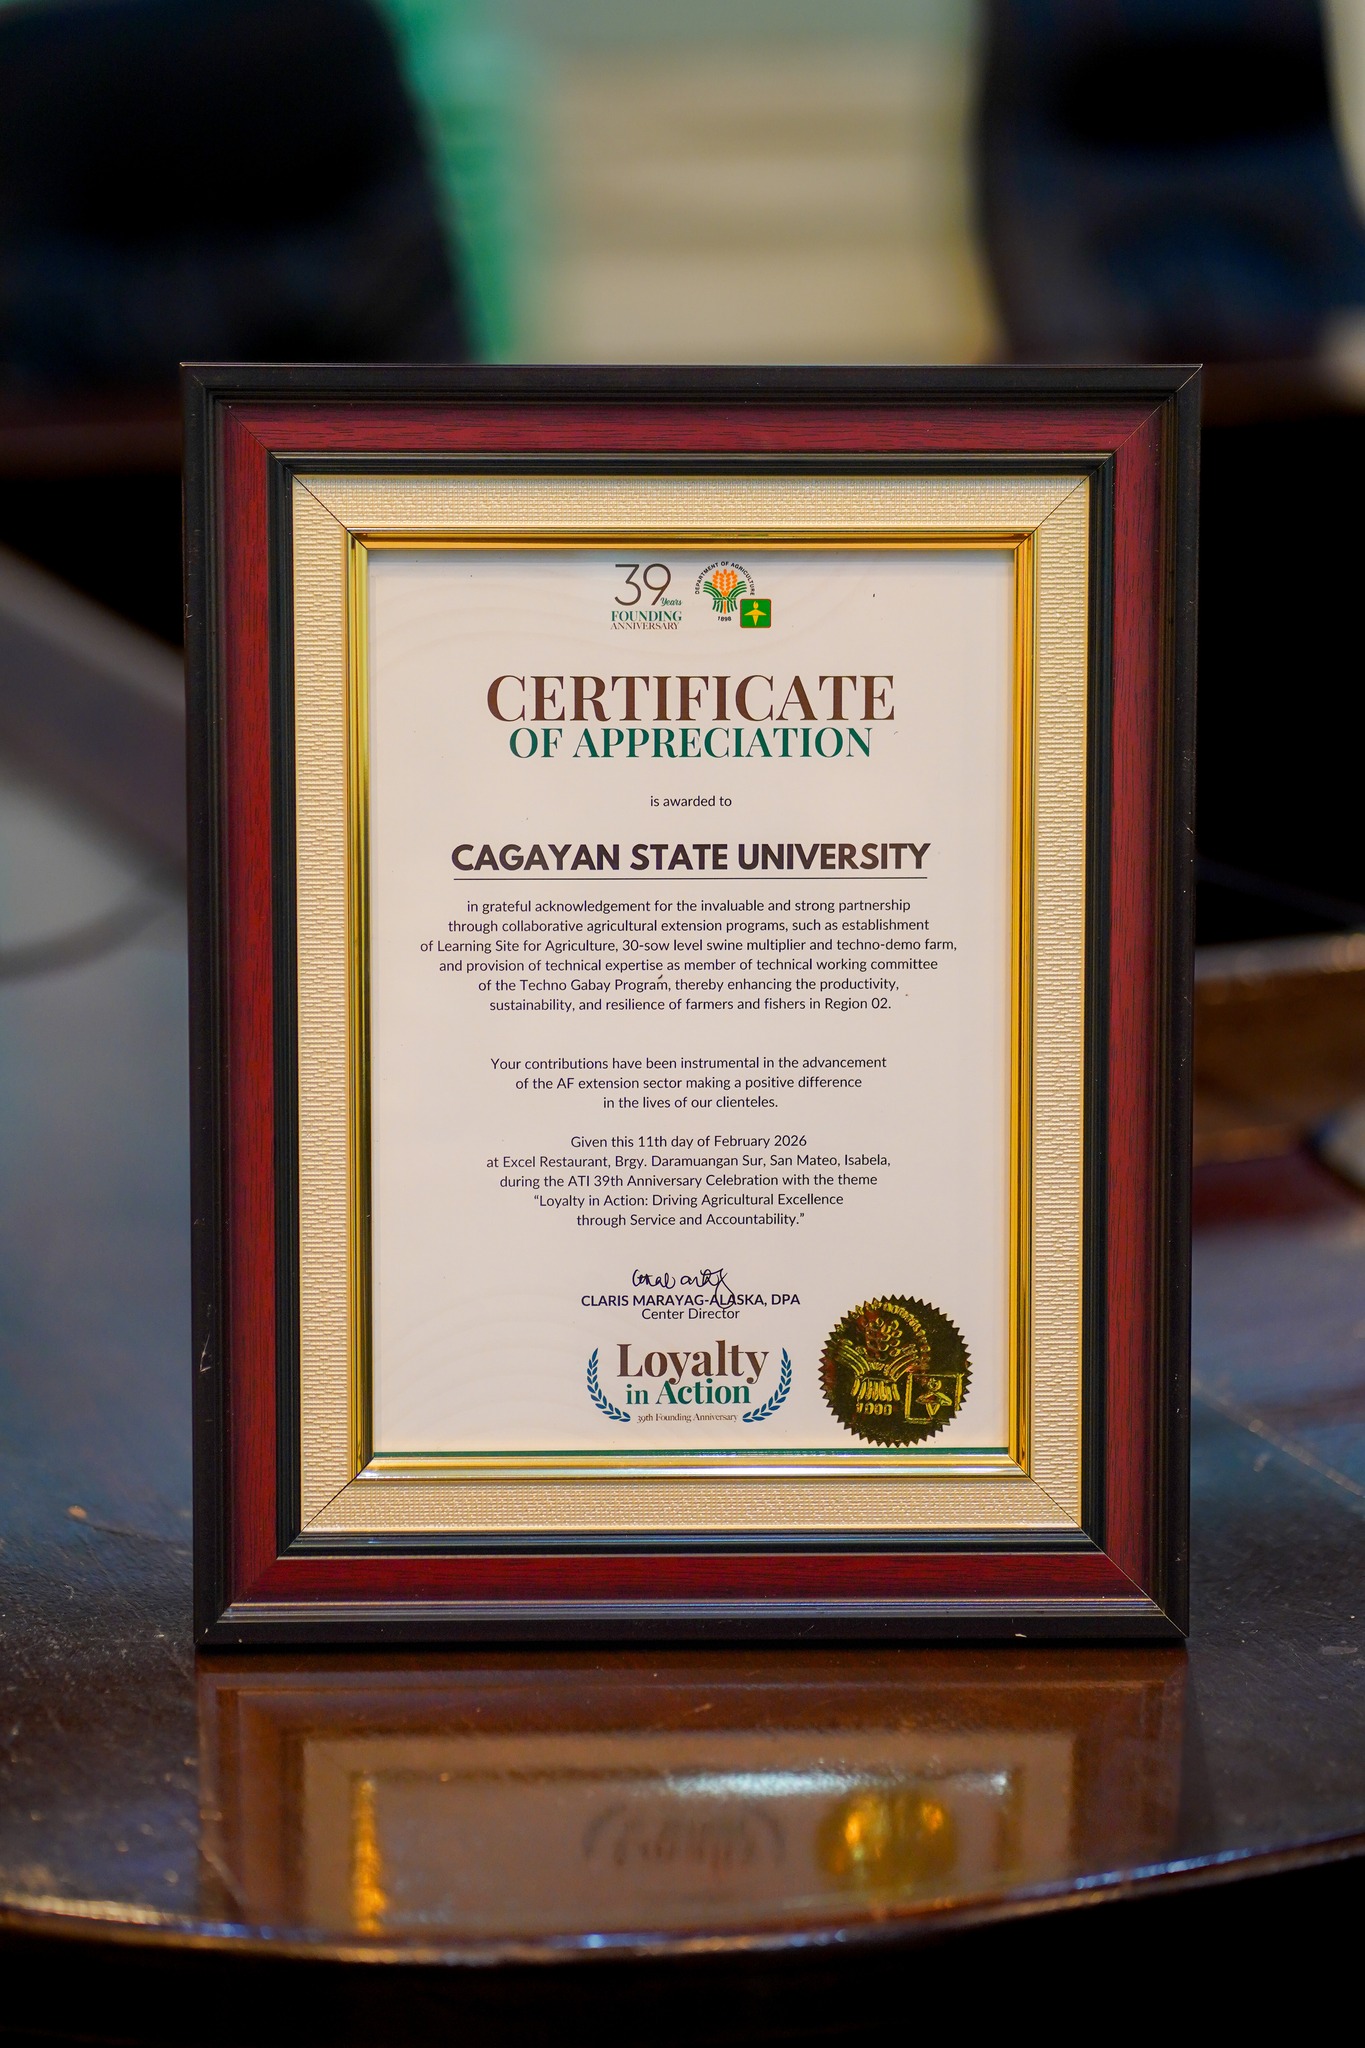 39
Years
FOUNDING
ANNIVERSARY
DEPARTMENT OF AGRICULTURE
1898
CERTIFICATE
OF APPRECIATION
is awarded to
CAGAYAN STATE UNIVERSITY
in grateful acknowledgement for the invaluable and strong partnership
through collaborative agricultural extension programs, such as establishment
of Learning Site for Agriculture, 30-sow level swine multiplier and techno-demo farm,
and provision of technical expertise as member of technical working committee
of the Techno Gabay Program, thereby enhancing the productivity,
sustainability, and resilience of farmers and fishers in Region 02.
Your contributions have been instrumental in the advancement
of the AF extension sector making a positive difference
in the lives of our clienteles.
Given this 11th day of February 2026
at Excel Restaurant, Brgy. Daramuangan Sur, San Mateo, Isabela,
during the ATI 39th Anniversary Celebration with the theme
“Loyalty in Action: Driving Agricultural Excellence
through Service and Accountability.”
CLARIS MARAYAG-ALASKA, DPA
Center Director
Loyalty
in Action
39th Founding Anniversary